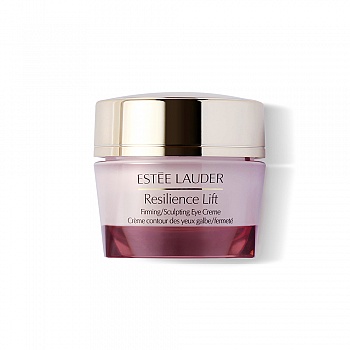 ESTĒE LAUDER
Resilience Lift
Firming/Sculpting Eye Creme
Crème contour des yeux galbe/fermeté